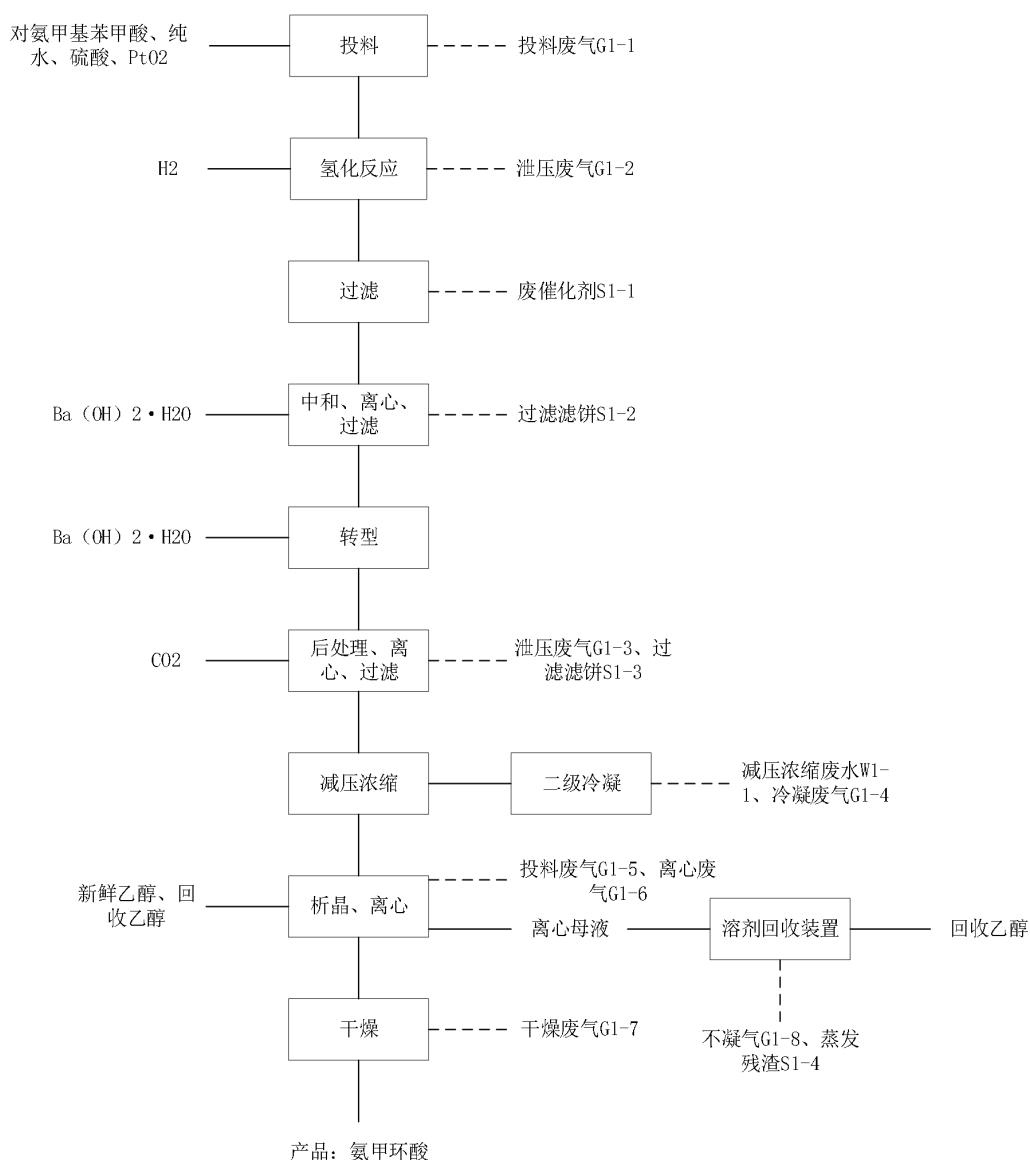 对氨甲基苯甲酸、纯
水、硫酸、PtO2
投料
投料废气G1-1
H2
氢化反应
泄压废气G1-2
过滤
废催化剂S1-1
Ba（OH）2·H2O
中和、离心、
过滤
过滤滤饼S1-2
Ba（OH）2·H2O
转型
CO2
后处理、离
心、过滤
泄压废气G1-3、过
滤滤饼S1-3
减压浓缩
二级冷凝
减压浓缩废水W1-
1、冷凝废气G1-4
新鲜乙醇、回
收乙醇
析晶、离心
投料废气G1-5、离心废
气G1-6
离心母液
溶剂回收装置
回收乙醇
干燥
干燥废气G1-7
不凝气G1-8、蒸发
残渣S1-4
产品：氨甲环酸